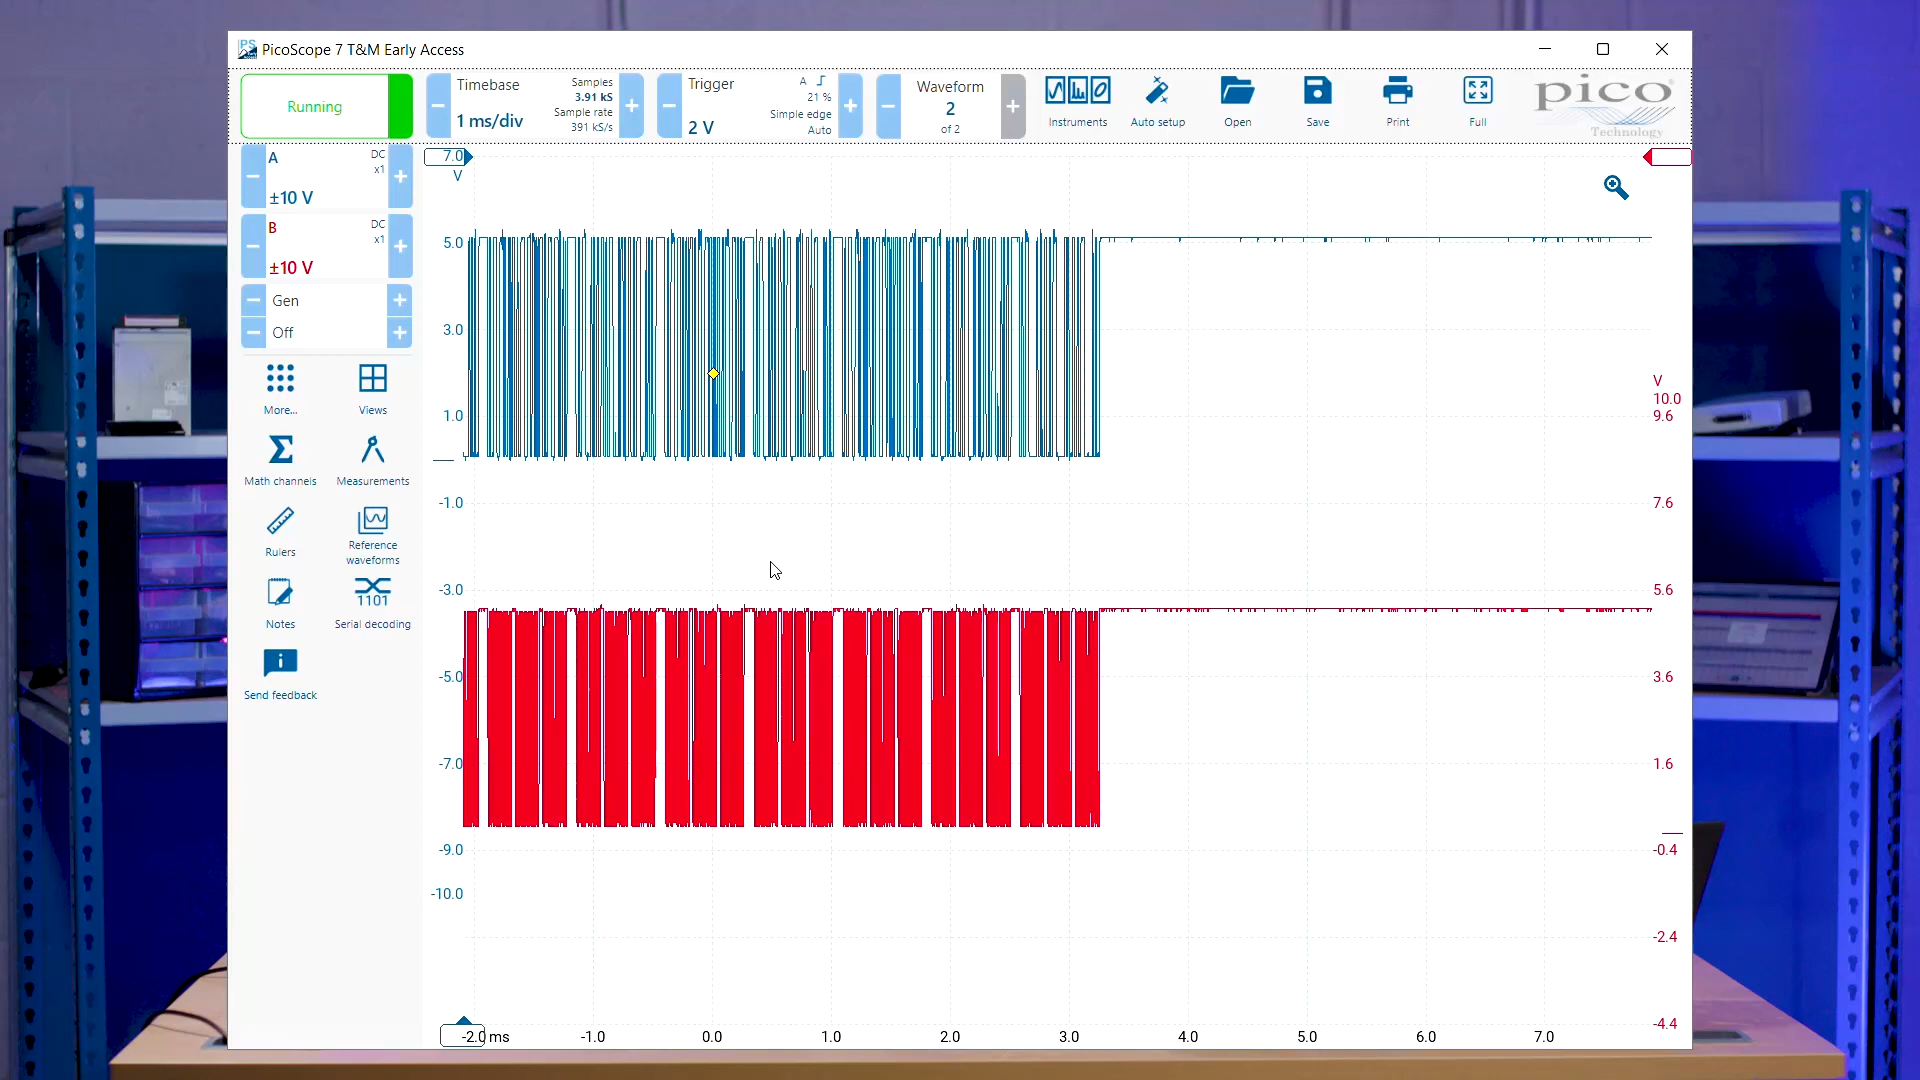 PicoScope 7 T&M Early Access
Running
Timebase
1 ms/div
Samples
3.91 kS
Sample rate
391 kS/s
Trigger
2 V
A
21 %
Simple edge
Auto
Waveform
2
of 2
Instruments
Auto setup
Open
Save
Print
Full
pico
Technology
A
DC
x1
±10 V
B
DC
x1
±10 V
Gen
Off
More...
Views
Math channels
Measurements
Rulers
Reference
waveforms
Notes
1101
Serial decoding
Send feedback
7.0
V
5.0
3.0
1.0
-1.0
-3.0
-5.0
-7.0
-9.0
-10.0
V
10.0
9.6
7.6
5.6
3.6
1.6
-0.4
-2.4
-4.4
-2.0 ms
-1.0
0.0
1.0
2.0
3.0
4.0
5.0
6.0
7.0